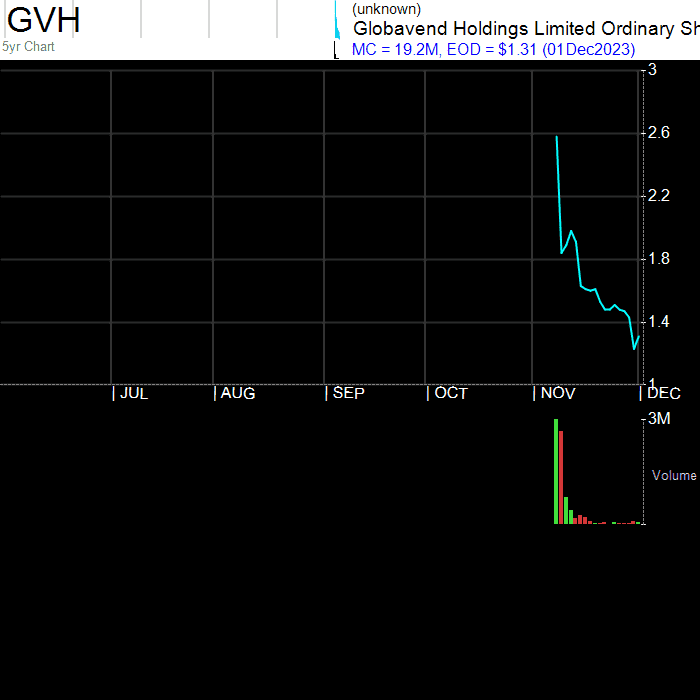 GVH
(unknown)
Globavend Holdings Limited Ordinary Sh
5yr Chart
MC = 19.2M, EOD = $1.31 (01Dec2023)
3
2.6
2.2
1.8
1.4
1
| JUL | AUG | SEP | OCT | NOV | DEC
3M
Volume